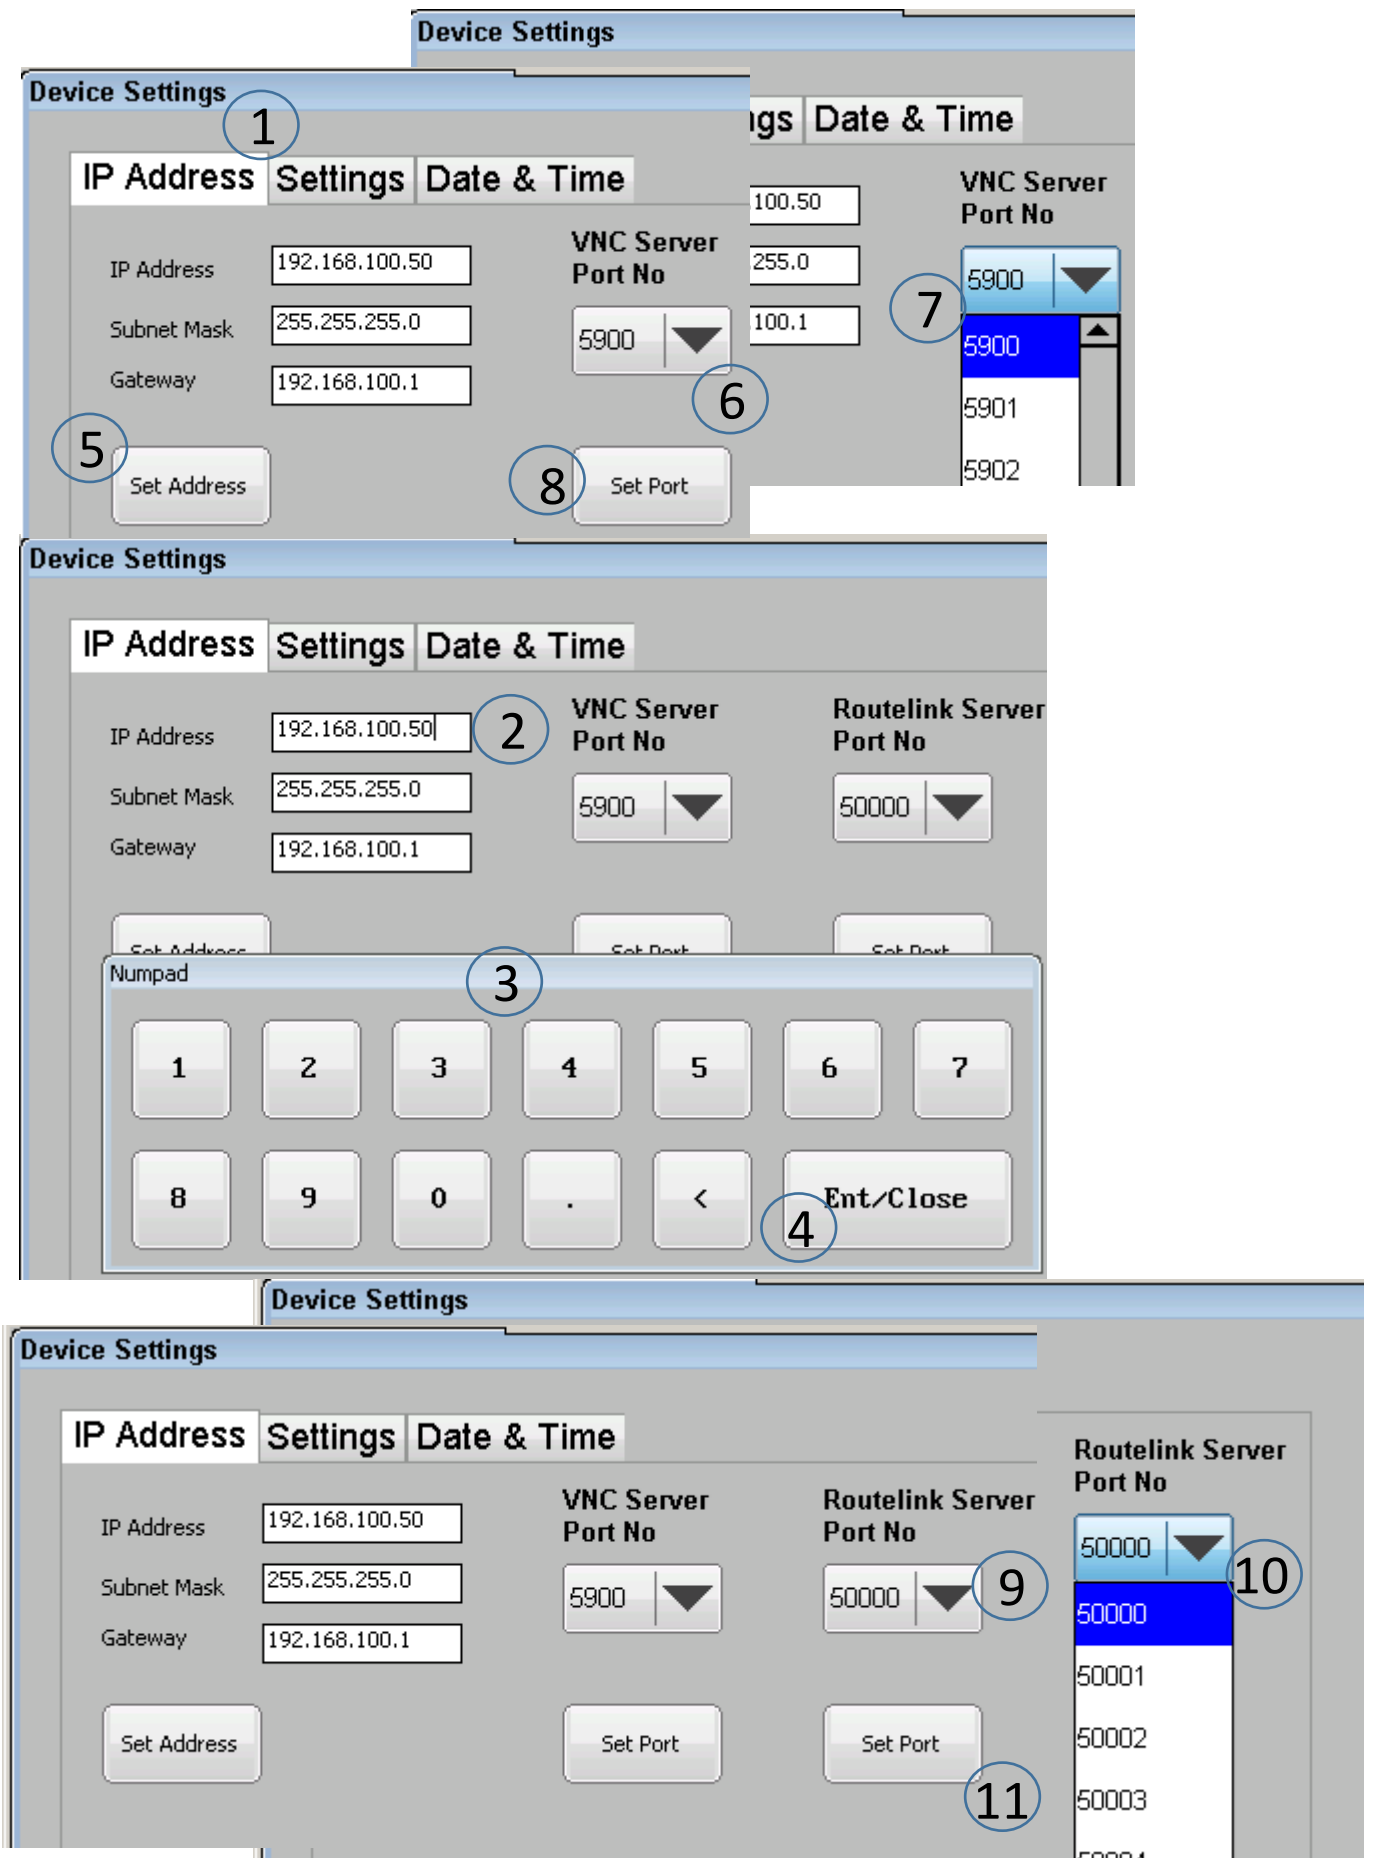 Device Settings
ngs Date & Time
VNC Server
Port No
100.50
255.0
100.1
5900
7
5900
5901
5902
Device Settings
1
IP Address Settings Date & Time
VNC Server
Port No
IP Address 192.168.100.50
Subnet Mask 255.255.255.0
5900
Gateway 192.168.100.1
6
5
8
Set Address Set Port
Device Settings
IP Address Settings Date & Time
VNC Server
Port No
Routelink Server
Port No
IP Address 192.168.100.50
2
Subnet Mask 255.255.255.0
5900 50000
Gateway 192.168.100.1
Set Address Set Port Set Port
Numpad
3
1 2 3 4 5 6 7
8 9 0 . < Ent/Close
4
Device Settings
Device Settings
IP Address Settings Date & Time
VNC Server
Port No
Routelink Server
Port No
IP Address 192.168.100.50
Subnet Mask 255.255.255.0
5900 50000
9
Gateway 192.168.100.1
Set Address Set Port Set Port
11
Routelink Server
Port No
50000
10
50000
50001
50002
50003